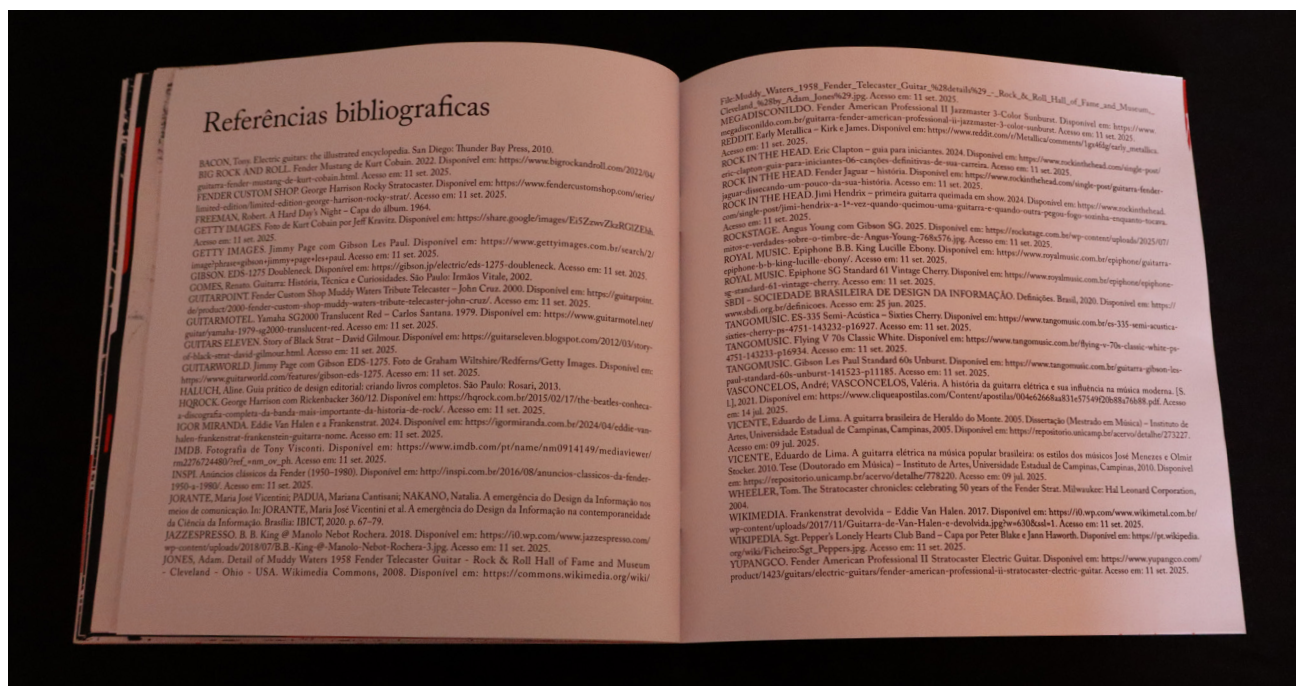 Referências bibliograficas
BACON, Tony. Electric guitars: the illustrated encyclopedia. San Diego: Thunder Bay Press, 2010.
BIG ROCK AND ROLL. Fender Mustang de Kurt Cobain. 2022. Disponível em: https://www.bigrockandroll.com/2022/04/
guitarra-fender-mustang-de-kurt-cobain.html. Acesso em: 11 set. 2025.
FENDER CUSTOM SHOP. George Harrison Rocky Stratocaster. Disponível em: https://www.fendercustomshop.com/series/
limited-edition/limited-edition-george-harrison-rocky-strat/. Acesso em: 11 set. 2025.
FREEMAN, Robert. A Hard Day's Night – Capa do álbum. 1964.
GETTY IMAGES. Foto de Kurt Cobain por Jeff Kravitz. Disponível em:
Acesso em: 11 set. 2025.
GETTY IMAGES. Jimmy Page com Gibson Les Paul. Disponível em: https://www.gettyimages.com.br/search/2/
image?phrase=gibson+jimmy+page+les+paul. Acesso em: 11 set. 2025.
GIBSON. EDS-1275 Doubleneck. Disponível em: https://gibson.jp/electric/eds-1275-doubleneck. Acesso em: 11 set. 2025.
GOMES, Renato. Guitarra: História, Técnica e Curiosidades. São Paulo: Irmãos Vitale, 2002.
GUITARPOINT. Fender Custom Shop Muddy Waters Tribute Telecaster – John Cruz. 2000. Disponível em: https://guitarpoint.
de/product/2000-fender-custom-shop-muddy-waters-tribute-telecaster-john-cruz/. Acesso em: 11 set. 2025.
GUITARMOTEL. Yamaha SG2000 Translucent Red – Carlos Santana. 1979. Disponível em: https://www.guitarmotel.net/
guitar/yamaha-1979-sg2000-translucent-red. Acesso em: 11 set. 2025.
GUITARS ELEVEN. Story of Black Strat – David Gilmour. Disponível em: https://guitarseleven.blogspot.com/2012/03/story-
of-black-strat-david-gilmour.html. Acesso em: 11 set. 2025.
GUITARWORLD. Jimmy Page com Gibson EDS-1275. Foto de Graham Wiltshire/Redferns/Getty Images. Disponível em:
https://www.guitarworld.com/features/gibson-eds-1275. Acesso em: 11 set. 2025.
HALUCH, Aline. Guia prático de design editorial: criando livros completos. São Paulo: Rosari, 2013.
HQROCK. George Harrison com Rickenbacker 360/12. Disponível em: https://hqrock.com.br/2015/02/17/the-beatles-conheca-
a-discografia-completa-da-banda-mais-importante-da-historia-do-rock/. Acesso em: 11 set. 2025.
IGOR MIRANDA. Eddie Van Halen e a Frankenstrat. 2024. Disponível em: https://igormiranda.com.br/2024/04/eddie-van-
halen-frankenstrat-frankenstein-guitarra-nome. Acesso em: 11 set. 2025.
IMDB. Fotografia de Tony Visconti. Disponível em: https://www.imdb.com/pt/name/nm0914149/mediaviewer/
rm2276724480/?ref_=nm_ov_ph. Acesso em: 11 set. 2025.
INSPI. Anúncios clássicos da Fender (1950–1980). Disponível em: http://inspi.com.br/2016/08/anuncios-classicos-da-fender-
1950-a-1980/. Acesso em: 11 set. 2025.
JORANTE, Maria José Vicentini; PADUA, Mariana Cantisani; NAKANO, Natalia. A emergência do Design da Informação nos
meios de comunicação. In: JORANTE, Maria José Vicentini et al. A emergência do Design da Informação na contemporaneidade
da Ciência da Informação. Brasília: IBICT, 2020. p. 67–79.
JAZZESPRESSO. B. B. King @ Manolo Nebot Rochera. 2018. Disponível em: https://i0.wp.com/www.jazzespresso.com/
wp-content/uploads/2018/07/B.B.-King-@-Manolo-Nebot-Rochera-3.jpg. Acesso em: 11 set. 2025.
JONES, Adam. Detail of Muddy Waters 1958 Fender Telecaster Guitar - Rock & Roll Hall of Fame and Museum
- Cleveland - Ohio - USA. Wikimedia Commons, 2008. Disponível em: https://commons.wikimedia.org/wiki/
File:Muddy_Waters_1958_Fender_Telecaster_Guitar_%28details%29_-_Rock_&_Roll_Hall_of_Fame_and_Museum_-_
Cleveland_%28by_Adam_Jones%29.jpg. Acesso em: 11 set. 2025.
MEGADISCONILDO. Fender American Professional II Jazzmaster 3-Color Sunburst. Disponível em: https://www.
megadisconildo.com.br/guitarra-fender-american-professional-ii-jazzmaster-3-color-sunburst. Acesso em: 11 set. 2025.
REDDIT. Early Metallica – Kirk e James. Disponível em:
Acesso em: 11 set. 2025.
ROCK IN THE HEAD. Eric Clapton – guia para iniciantes. 2024. Disponível em: https://www.rockinthehead.com/single-post/
eric-clapton-guia-para-iniciantes-06-canções-definitivas-de-sua-carreira. Acesso em: 11 set. 2025.
ROCK IN THE HEAD. Fender Jaguar – história. Disponível em: https://www.rockinthehead.com/single-post/guitarra-fender-
jaguar-dissecando-um-pouco-da-sua-história. Acesso em: 11 set. 2025.
ROCK IN THE HEAD. Jimi Hendrix – primeira guitarra queimada em show. 2024. Disponível em: https://www.rockinthehead.
com/single-post/jimi-hendrix-a-1ª-vez-quando-queimou-uma-guitarra-e-quando-outra-pegou-fogo-sozinha-enquanto-tocava.
Acesso em: 11 set. 2025.
ROCKSTAGE. Angus Young com Gibson SG. 2025. Disponível em: https://rockstage.com.br/wp-content/uploads/2025/07/
mitos-e-verdades-sobre-o-timbre-de-Angus-Young-768x576.jpg. Acesso em: 11 set. 2025.
ROYAL MUSIC. Epiphone B.B. King Lucille Ebony. Disponível em: https://www.royalmusic.com.br/epiphone/guitarra-
epiphone-b-b-king-lucille-ebony/. Acesso em: 11 set. 2025.
ROYAL MUSIC. Epiphone SG Standard 61 Vintage Cherry. Disponível em: https://www.royalmusic.com.br/epiphone/epiphone-
sg-standard-61-vintage-cherry. Acesso em: 11 set. 2025.
SBDI – SOCIEDADE BRASILEIRA DE DESIGN DA INFORMAÇÃO. Definições. Brasil, 2020. Disponível em: https://
www.sbdi.org.br/definicoes. Acesso em: 25 jun. 2025.
TANGOMUSIC. ES-335 Semi-Acústica – Sixties Cherry. Disponível em: https://www.tangomusic.com.br/es-335-semi-acustica-
sixties-cherry-ps-4751-143232-p16927. Acesso em: 11 set. 2025.
TANGOMUSIC. Flying V 70s Classic White. Disponível em: https://www.tangomusic.com.br/flying-v-70s-classic-white-ps-
4751-143233-p16934. Acesso em: 11 set. 2025.
TANGOMUSIC. Gibson Les Paul Standard 60s Unburst. Disponível em: https://www.tangomusic.com.br/guitarra-gibson-les-
paul-standard-60s-unburst-141523-p11185. Acesso em: 11 set. 2025.
VASCONCELOS, André; VASCONCELOS, Valéria. A história da guitarra elétrica e sua influência na música moderna. [S.
l.], 2021. Disponível em: https://www.cliqueapostilas.com/Content/apostilas/004e62668aa831e57549f20b88a76b88.pdf. Acesso
em: 14 jul. 2025.
VICENTE, Eduardo de Lima. A guitarra brasileira de Heraldo do Monte. 2005. Dissertação (Mestrado em Música) – Instituto de
Artes, Universidade Estadual de Campinas, Campinas, 2005. Disponível em: https://repositorio.unicamp.br/acervo/detalhe/273227.
Acesso em: 09 jul. 2025.
VICENTE, Eduardo de Lima. A guitarra elétrica na música popular brasileira: os estilos dos músicos José Menezes e Olmir
Stocker. 2010. Tese (Doutorado em Música) – Instituto de Artes, Universidade Estadual de Campinas, Campinas, 2010. Disponível
em: https://repositorio.unicamp.br/acervo/detalhe/778220. Acesso em: 09 jul. 2025.
WHEELER, Tom. The Stratocaster chronicles: celebrating 50 years of the Fender Strat. Milwaukee: Hal Leonard Corporation,
2004.
WIKIMEDIA. Frankenstrat devolvida – Eddie Van Halen. 2017. Disponível em: https://i0.wp.com/www.wikimetal.com.br/
wp-content/uploads/2017/11/Guitarra-de-Van-Halen-e-devolvida.jpg?w=630&ssl=1. Acesso em: 11 set. 2025.
WIKIPEDIA. Sgt. Pepper's Lonely Hearts Club Band – Capa por Peter Blake e Jann Haworth. Disponível em: https://pt.wikipedia.
org/wiki/Ficheiro:Sgt_Peppers.jpg. Acesso em: 11 set. 2025.
YUPANGCO. Fender American Professional II Stratocaster Electric Guitar. Disponível em: https://www.yupangco.com/
product/1423/guitars/electric-guitars/fender-american-professional-ii-stratocaster-electric-guitar. Acesso em: 11 set. 2025.